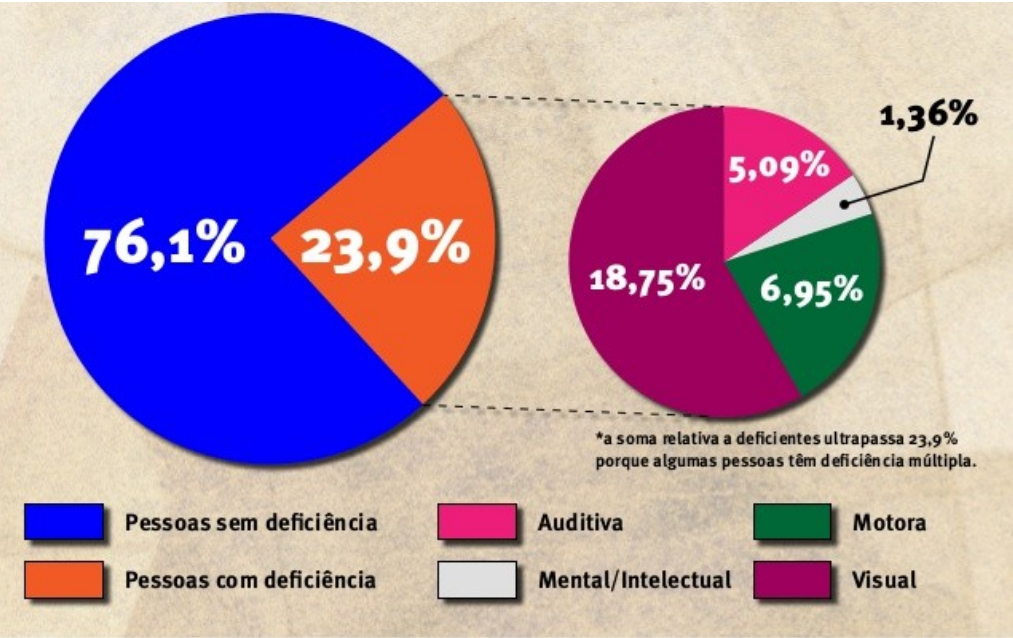 76,1%
23,9%
1,36%
5,09%
18,75%
6,95%
*a soma relativa a deficientes ultrapassa 23,9%
porque algumas pessoas têm deficiência múltipla.
Pessoas sem deficiência
Auditiva
Motora
Pessoas com deficiência
Mental/Intelectual
Visual